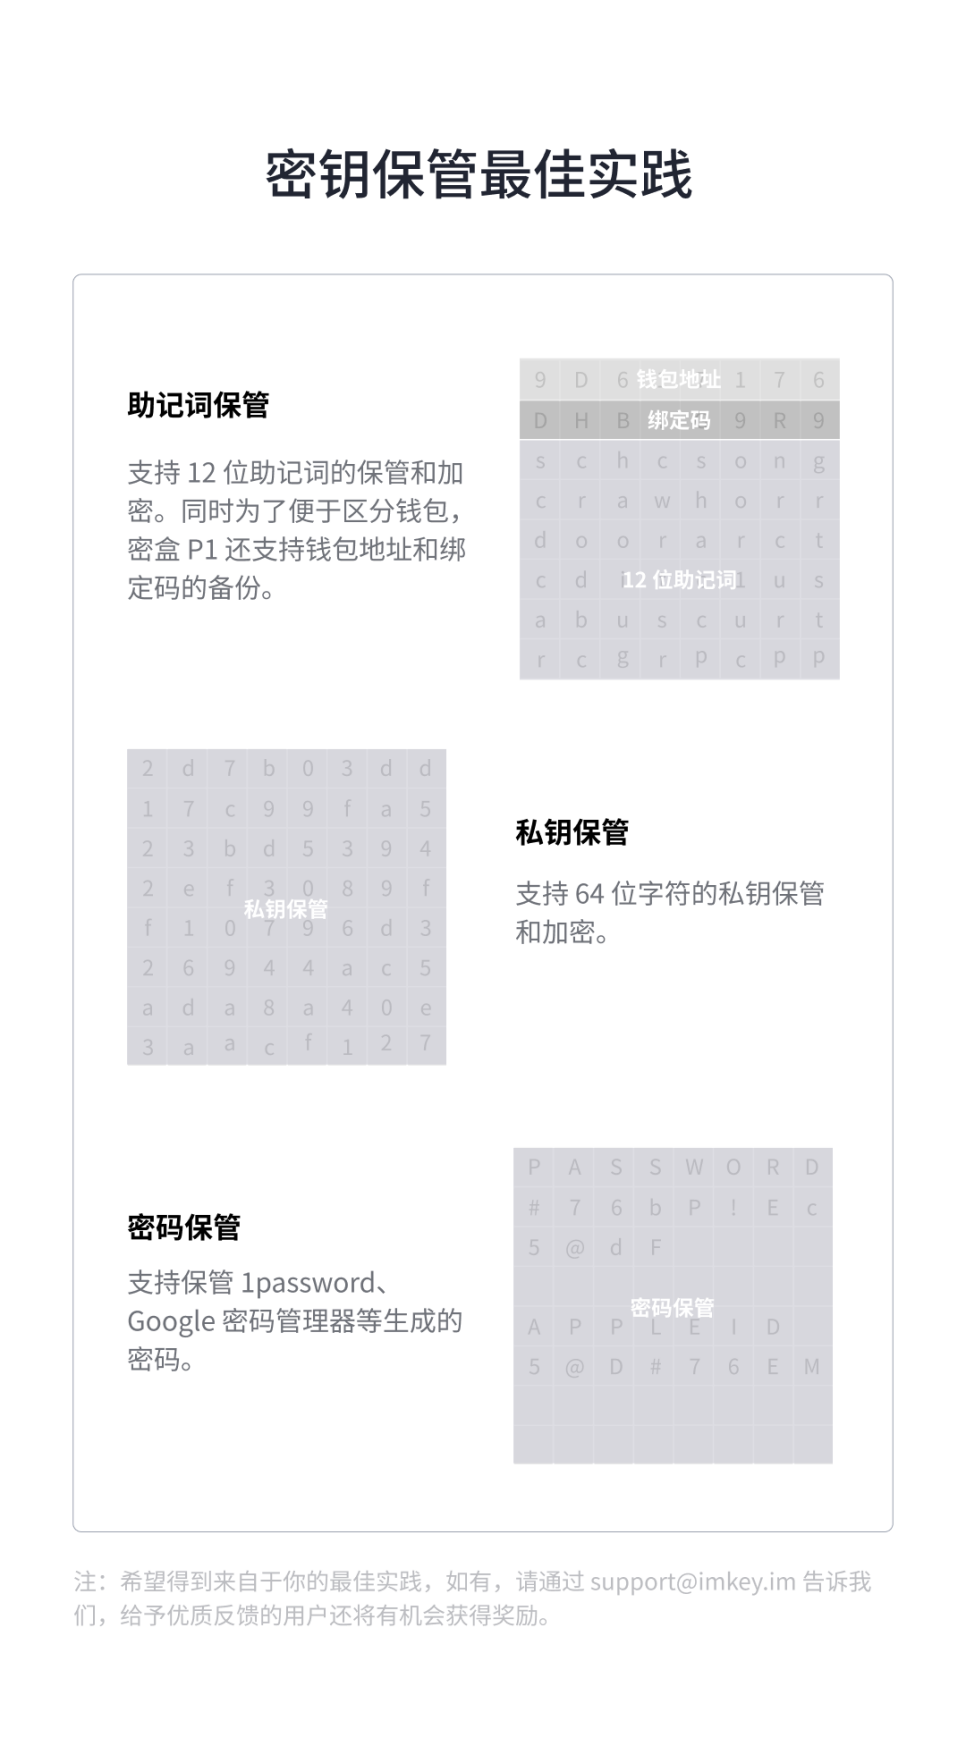 密钥保管最佳实践
助记词保管
支持 12 位助记词的保管和加
密。同时为了便于区分钱包，
密盒 P1 还支持钱包地址和绑
定码的备份。
9 D 6 钱包地址 1 7 6
D H B 绑定码 9 R 9
s c h c s o n g
c r a w h o r r
d o o r a r c t
c d 12 位助记词 u s
a b u s c u r t
r c g r p c p p
2 d 7 b 0 3 d d
1 7 c 9 9 f a 5
2 3 b d 5 3 9 4
2 e f 3 0 8 9 f
私钥保管
f 1 0 7 9 6 d 3
2 6 9 4 4 a c 5
a d a 8 a 4 0 e
3 a a c f 1 2 7
私钥保管
支持 64 位字符的私钥保管
和加密。
密码保管
支持保管 1password、
Google 密码管理器等生成的
密码。
P A S S W O R D
# 7 6 b P ! E c
5 @ d F
密码保管
A P P L E I D
5 @ D # 7 6 E M
注：希望得到来自于你的最佳实践，如有，请通过 support@imkey.im 告诉我
们，给予优质反馈的用户还将有机会获得奖励。